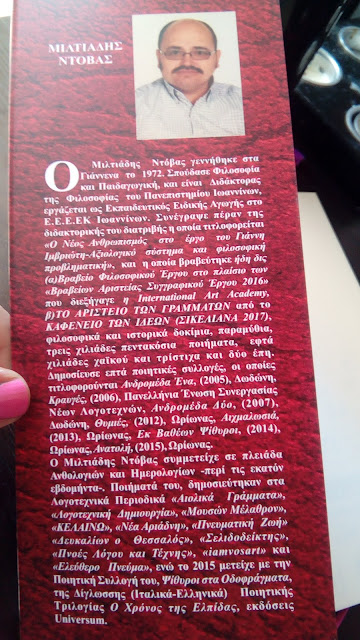 ΜΙΛΤΙΑΔΗΣ
ΝΤΟΒΑΣ
Ο Μιλτιάδης Ντόβας γεννήθηκε στα
Γιάννενα το 1972. Σπούδασε Φιλοσοφία
και Παιδαγωγική, και είναι Διδάκτορας
της Φιλοσοφίας του Πανεπιστημίου Ιωαννίνων,
εργάζεται ως Εκπαιδευτικός Ειδικής Αγωγής στο
Ε.Ε.Ε.ΕΚ Ιωαννίνων. Συνέγραψε πέραν της
διδακτορικής του διατριβής η οποία τιτλοφορείται
«Ο Νέος Ανθρωπισμός στο έργο του Γιάννη
Ιμβριώτη-Αξιολογικό σύστημα και φιλοσοφική
προβληματική», και η οποία βραβεύτηκε ήδη δις
(α)Βραβείο Φιλοσοφικού Έργου στο πλαίσιο των
«Βραβείων Αριστείας Συγγραφικού Έργου 2016»
που διεξήγαγε η International Art Academy,
β)ΤΟ ΑΡΙΣΤΕΙΟ ΤΩΝ ΓΡΑΜΜΑΤΩΝ από το
ΚΑΦΕΝΕΙΟ ΤΩΝ ΙΔΕΩΝ (ΣΙΚΕΛΙΑΝΑ 2017),
φιλοσοφικά και ιστορικά δοκίμια, παραμύθια,
τρεις χιλιάδες πεντακόσια ποιήματα, εφτά
χιλιάδες χαϊκού και τρίστιχα και δύο έπη.
Δημοσίευσε επτά ποιητικές συλλογές, οι οποίες
τιτλοφορούνται Ανδρομέδα Ένα, (2005), Δωδώνη,
Κραυγές, (2006), Πανελλήνια Ένωση Συνεργασίας
Νέων Λογοτεχνών, Ανδρομέδα Δύο, (2007),
Δωδώνη, Θυμές, (2012), Ωρίωνας, Αιχμαλωσιά,
(2013), Ωρίωνας, Εκ Βαθέων Ψίθυροι, (2014),
Ωρίωνας, Ανατολή, (2015), Ωρίωνας.
Ο Μιλτιάδης Ντόβας συμμετείχε σε πλειάδα
Ανθολογιών και Ημερολογίων -περί τις εκατόν
εβδομήντα-. Ποιήματά του, δημοσιεύτηκαν στα
Λογοτεχνικά Περιοδικά «Αιολικά Γράμματα»,
«Λογοτεχνική Δημιουργία», «Μουσών Μέλαθρον»,
«ΚΕΛΑΙΝΩ», «Νέα Αριάδνη», «Πνευματική Ζωή»
«Δευκαλίων ο Θεσσαλός», «Σελιδοδείκτης»,
«Πνοές Λόγου και Τέχνης», «iamvosart» και
«Ελεύθερο Πνεύμα», ενώ το 2015 μετείχε με την
Ποιητική Συλλογή του, Ψίθυροι στα Οδοφράγματα,
της Δίγλωσσης (Ιταλικά-Ελληνικά) Ποιητικής
Τριλογίας Ο Χρόνος της Ελπίδας, εκδόσεις
Universum.